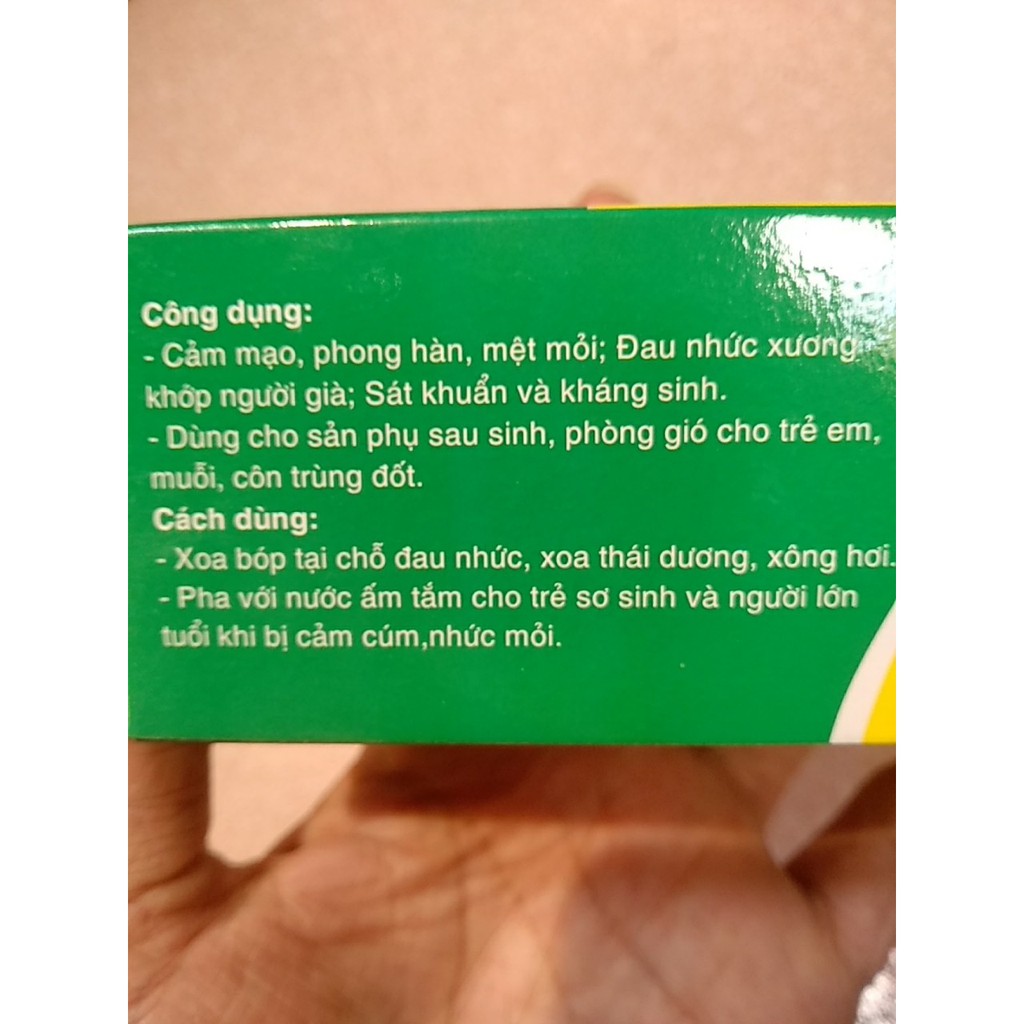 Công dụng:
- Cảm mạo, phong hàn, mệt mỏi; Đau nhức xương
khớp người già; Sát khuẩn và kháng sinh.
- Dùng cho sản phụ sau sinh, phòng gió cho trẻ em,
muỗi, côn trùng đốt.
Cách dùng:
- Xoa bóp tại chỗ đau nhức, xoa thái dương, xông hơi.
- Pha với nước ấm tắm cho trẻ sơ sinh và người lớn
tuổi khi bị cảm cúm,nhức mỏi.